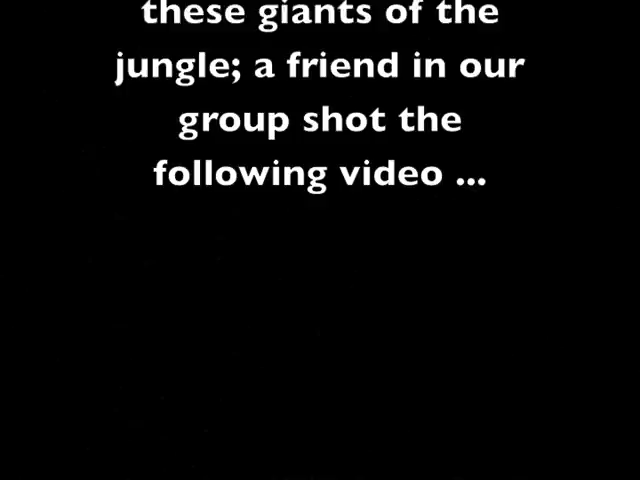 these giants of the
jungle; a friend in our
group shot the
following video ...